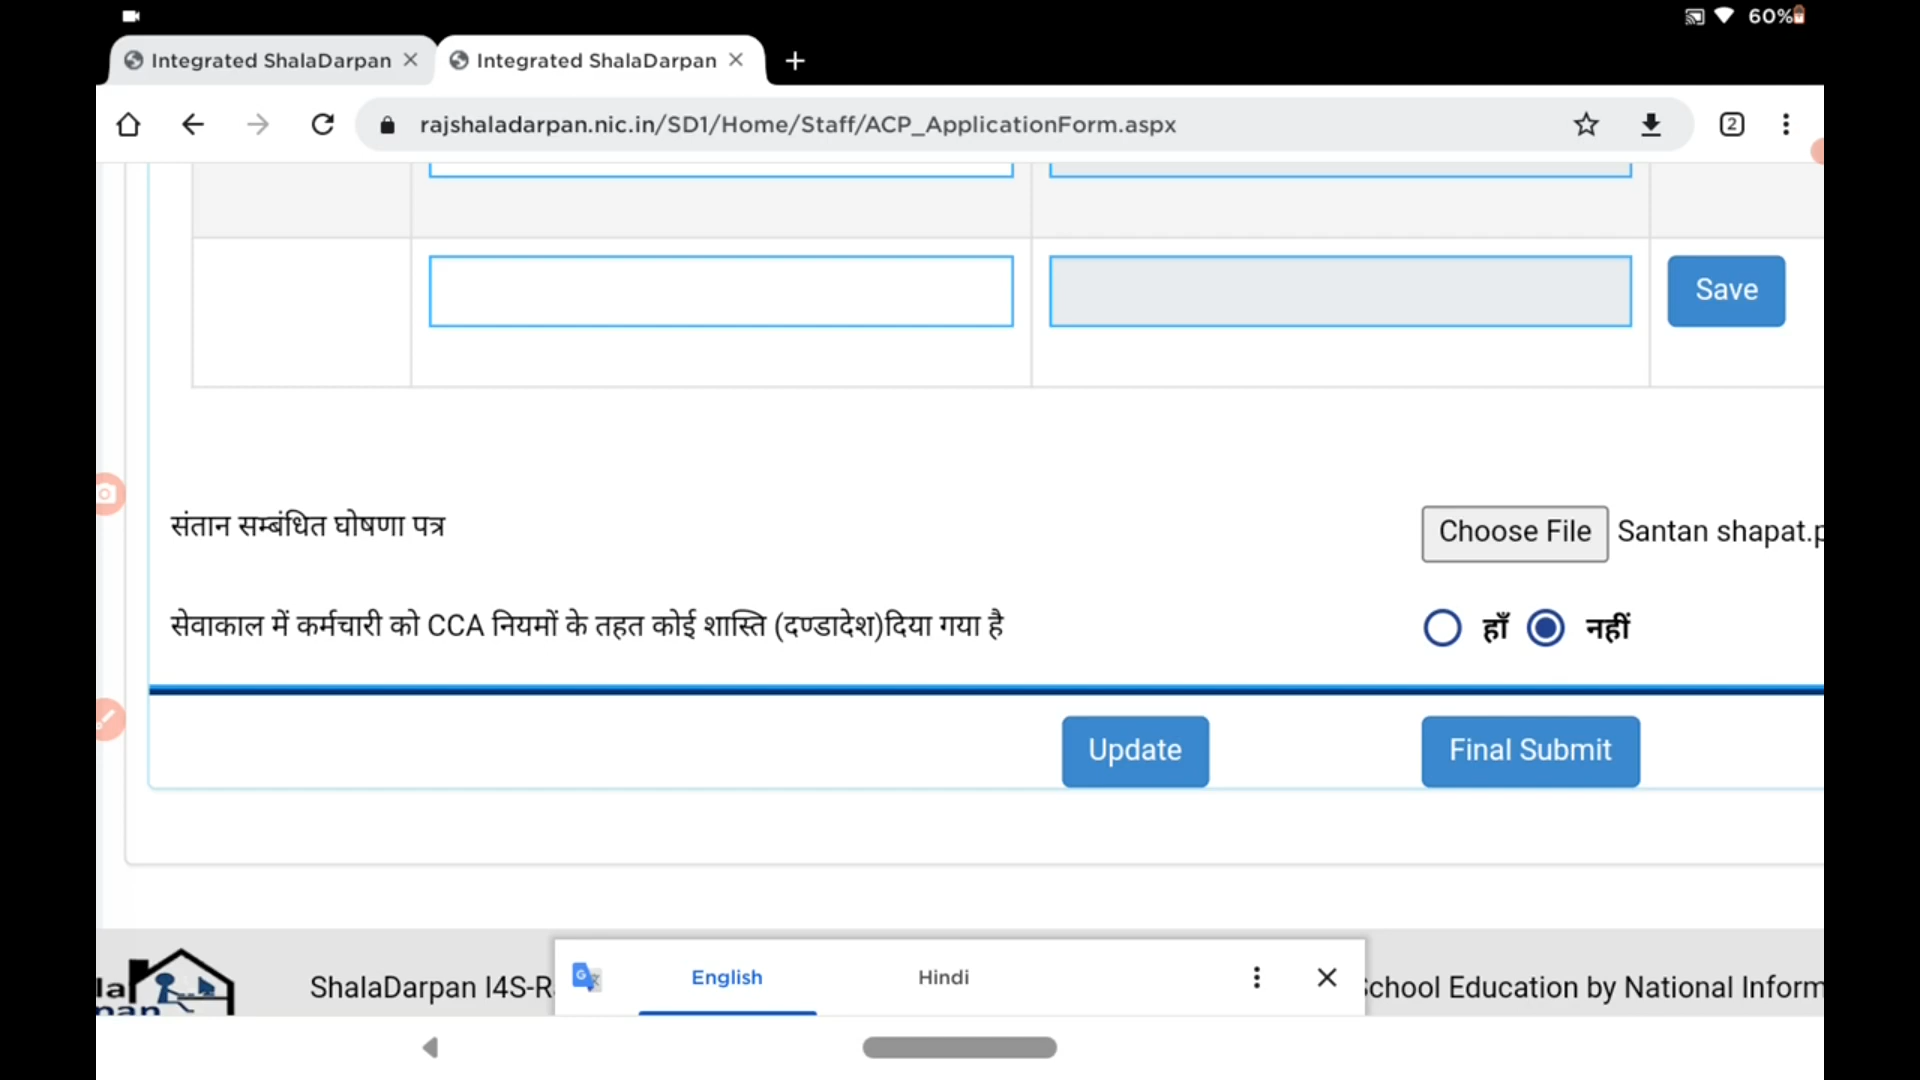 60%
Integrated ShalaDarpan
Integrated ShalaDarpan
rajshaladarpan.nic.in/SD1/Home/Staff/ACP_ApplicationForm.aspx
2
Save
संतान सम्बंधित घोषणा पत्र
Choose File Santan shapat.p
सेवाकाल में कर्मचारी को CCA नियमों के तहत कोई शास्ति (दण्डादेश)दिया गया है
हाँ नहीं
Update Final Submit
ShalaDarpan I4S-R
English Hindi
School Education by National Inform